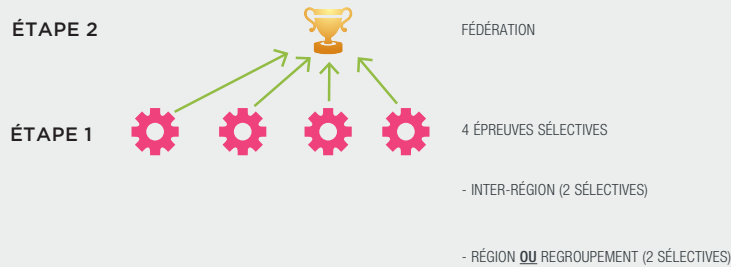 ÉTAPE 2
FÉDÉRATION
ÉTAPE 1
4 ÉPREUVES SÉLECTIVES
- INTER-RÉGION (2 SÉLECTIVES)
- RÉGION OU REGROUPEMENT (2 SÉLECTIVES)